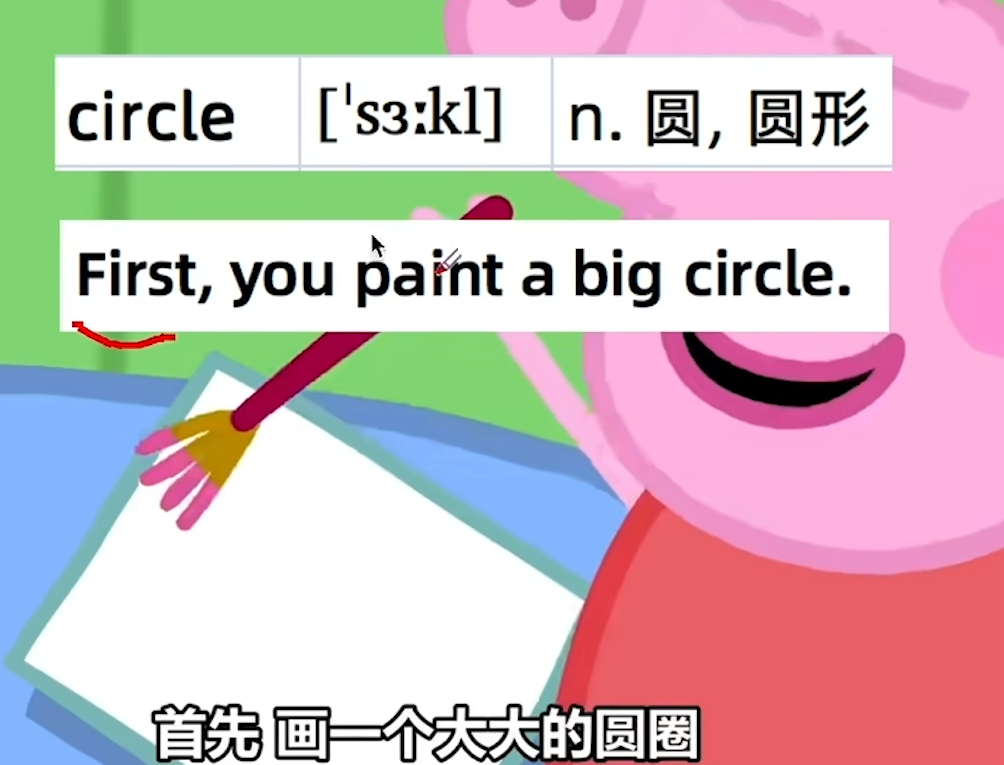 circle [ˈsɜːkl] n. 圆, 圆形
First, you paint a big circle.
首先 画一个大大的圆圈